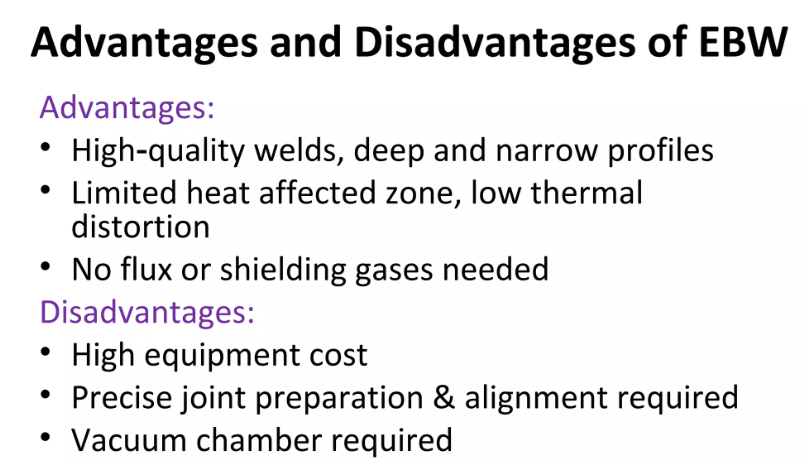 Advantages and Disadvantages of EBW
Advantages:
• High-quality welds, deep and narrow profiles
• Limited heat affected zone, low thermal
distortion
• No flux or shielding gases needed
Disadvantages:
• High equipment cost
• Precise joint preparation & alignment required
• Vacuum chamber required